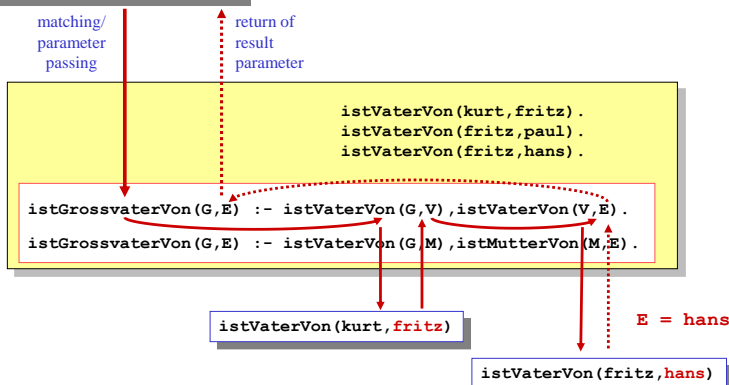 matching/
parameter
passing
return of
result
parameter
istVaterVon(kurt,fritz).
istVaterVon(fritz,paul).
istVaterVon(fritz,hans).
istGrossvaterVon(G,E) :- istVaterVon(G,V),istVaterVon(V,E).
istGrossvaterVon(G,E) :- istVaterVon(G,M),istMutterVon(M,E).
istVaterVon(kurt,fritz)
E = hans
istVaterVon(fritz,hans)